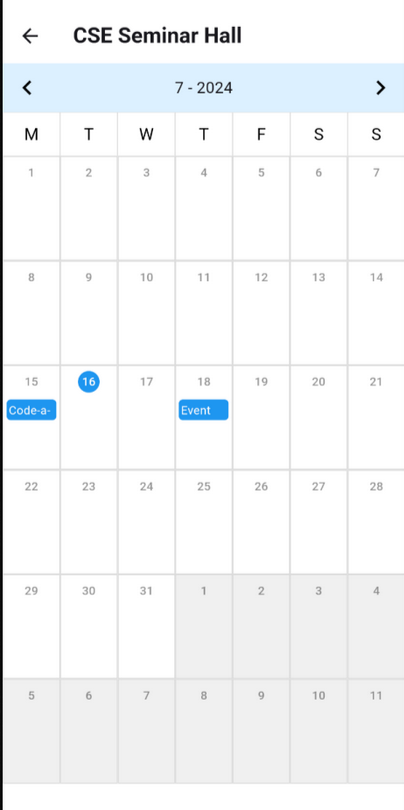 CSE Seminar Hall
7 - 2024
M T W T F S S
1 2 3 4 5 6 7
8 9 10 11 12 13 14
15 16 17 18 19 20 21
Code-a- Event
22 23 24 25 26 27 28
29 30 31 1 2 3 4
5 6 7 8 9 10 11